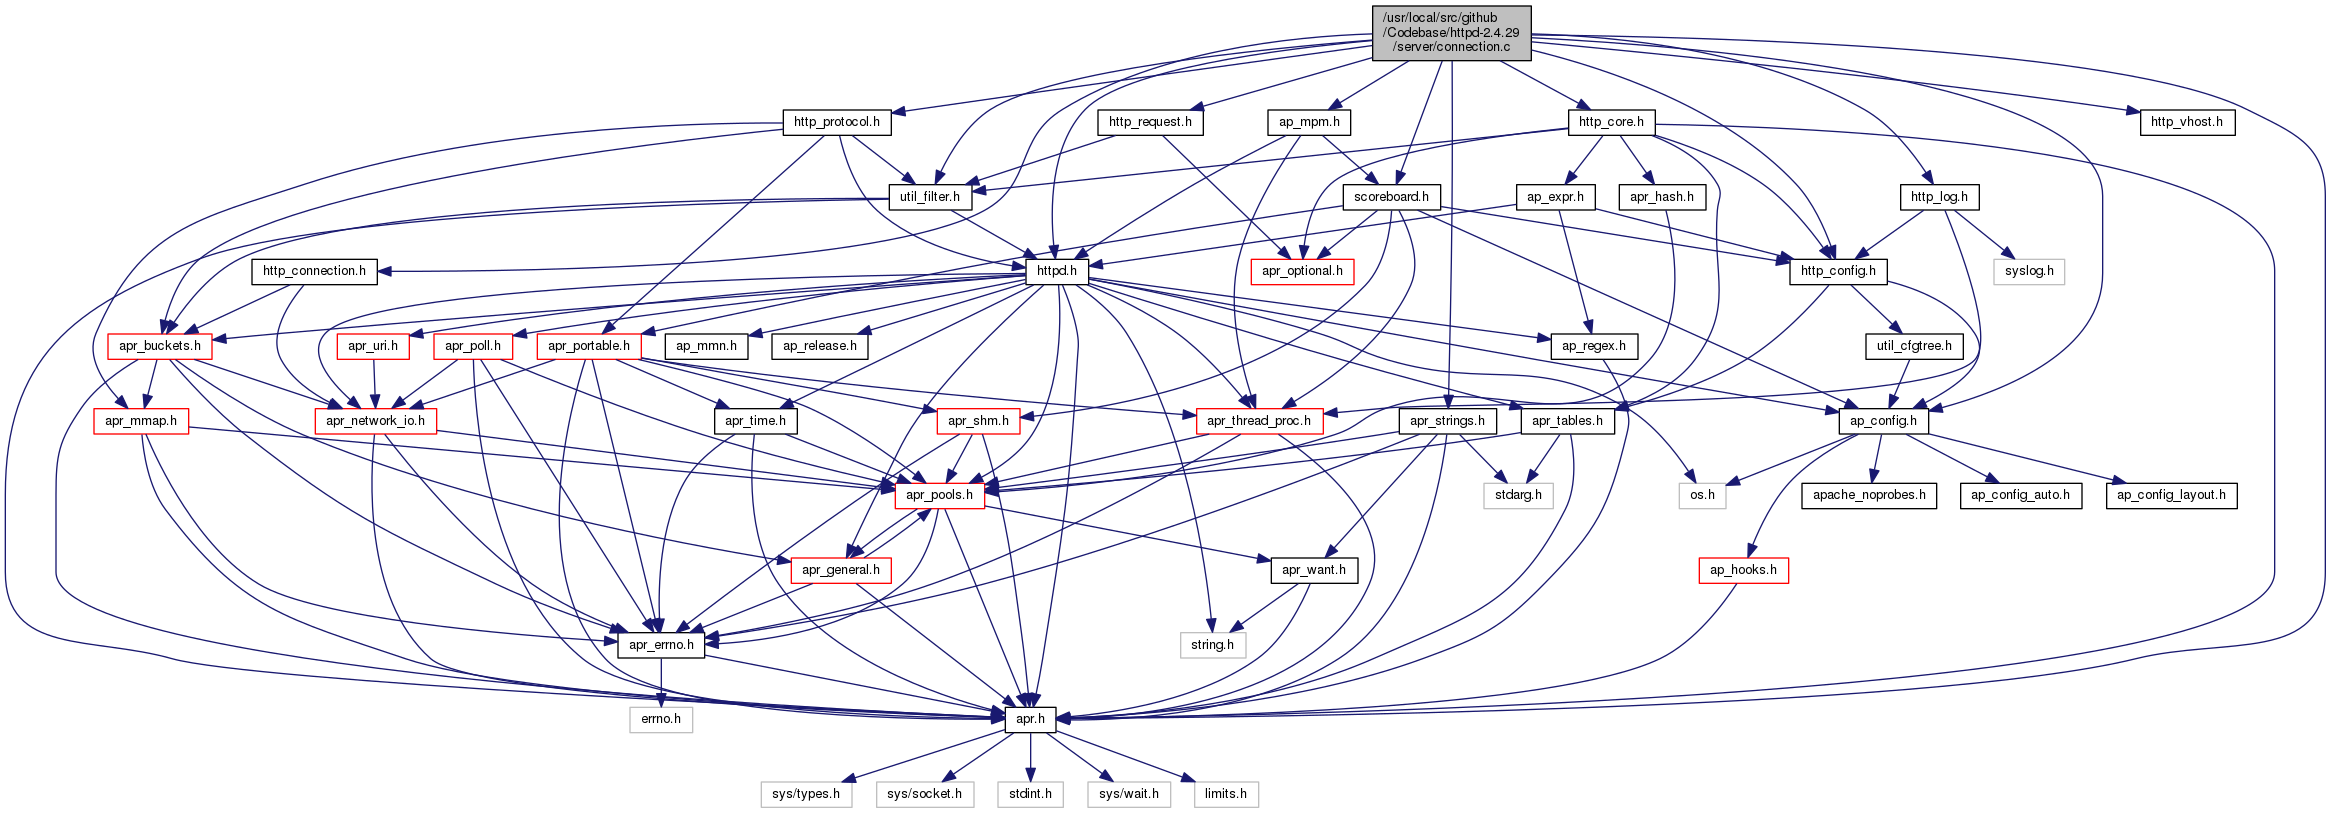 /usr/local/src/github
/Codebase/httpd-2.4.29
/server/connection.c
http_protocol.h
http_request.h
ap_mpm.h
http_core.h
http_vhost.h
util_filter.h
scoreboard.h
ap_expr.h
apr_hash.h
http_log.h
http_connection.h
httpd.h
apr_optional.h
http_config.h
syslog.h
apr_buckets.h
apr_uri.h
apr_poll.h
apr_portable.h
ap_mmn.h
ap_release.h
ap_regex.h
util_cfgtree.h
apr_mmap.h
apr_network_io.h
apr_time.h
apr_shm.h
apr_thread_proc.h
apr_strings.h
apr_tables.h
ap_config.h
apr_pools.h
stdarg.h
os.h
apache_noprobes.h
ap_config_auto.h
ap_config_layout.h
apr_general.h
apr_want.h
ap_hooks.h
apr_errno.h
string.h
errno.h
apr.h
sys/types.h
sys/socket.h
stdint.h
sys/wait.h
limits.h